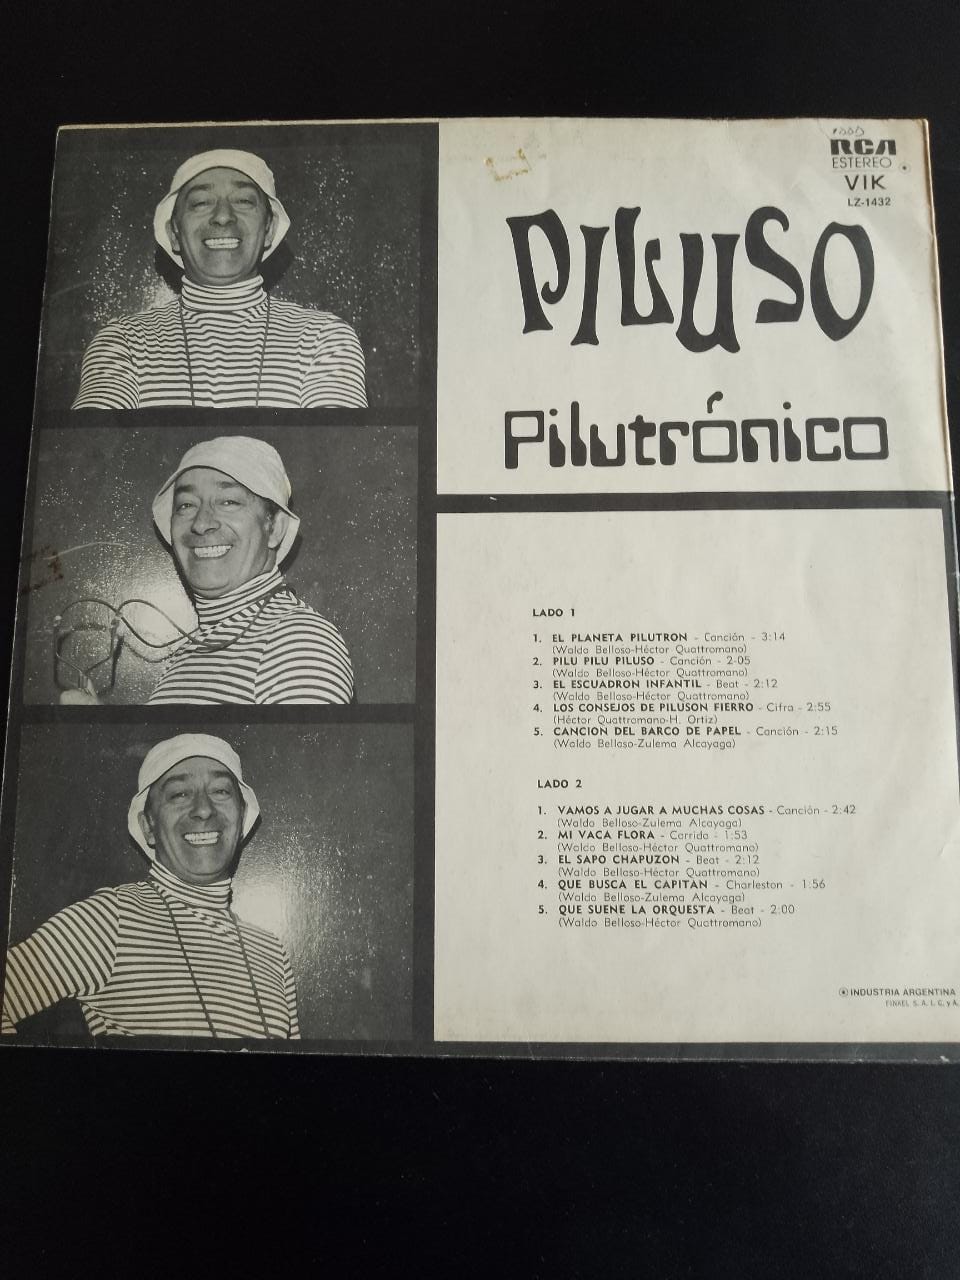 1000
RCA
ESTEREO
VIK
LZ-1432
PILUSO
Pilutrónico
LADO 1
1. EL PLANETA PILUTRON - Canción - 3:14
(Waldo Belloso-Héctor Quattromano)
2. PILU PILU PILUSO - Canción - 2-05
(Waldo Belloso-Héctor Quattromano)
3. EL ESCUADRON INFANTIL - Beat - 2:12
(Waldo Belloso-Héctor Quattromano)
4. LOS CONSEJOS DE PILUSON FIERRO - Cifra - 2:55
(Héctor Quattromano-H. Ortiz)
5. CANCION DEL BARCO DE PAPEL - Canción - 2:15
(Waldo Belloso-Zulema Alcayaga)
LADO 2
1. VAMOS A JUGAR A MUCHAS COSAS - Canción - 2:42
(Waldo Belloso-Zulema Alcayaga)
2. MI VACA FLORA - Corrido - 1:53
(Waldo Belloso-Héctor Quattromano)
3. EL SAPO CHAPUZON - Beat - 2:12
(Waldo Belloso-Héctor Quattromano)
4. QUE BUSCA EL CAPITAN - Charleston - 1:56
(Waldo Belloso-Zulema Alcayaga)
5. QUE SUENE LA ORQUESTA - Beat - 2:00
(Waldo Belloso-Héctor Quattromano)
INDUSTRIA ARGENTINA
FINKEL S. A. I. C. y A.